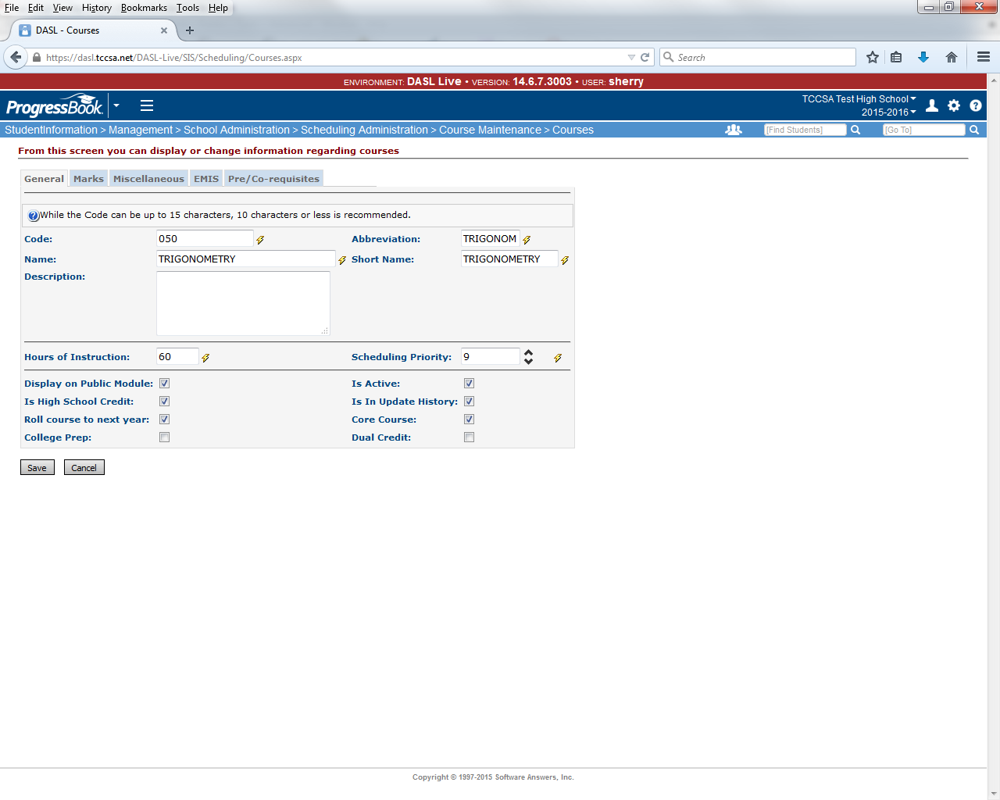 File Edit View History Bookmarks Tools Help
DASL - Courses
https://dasl.tccsa.net/DASL-Live/SIS/Scheduling/Courses.aspx Search
ENVIRONMENT: DASL Live • VERSION: 14.6.7.3003 • USER: sherry
ProgressBook TCCSA Test High School
2015-2016
StudentInformation > Management > School Administration > Scheduling Administration > Course Maintenance > Courses [Find Students] [Go To]
From this screen you can display or change information regarding courses
General Marks Miscellaneous EMIS Pre/Co-requisites
While the Code can be up to 15 characters, 10 characters or less is recommended.
Code: 050 Abbreviation: TRIGONOM
Name: TRIGONOMETRY Short Name: TRIGONOMETRY
Description:
Hours of Instruction: 60 Scheduling Priority: 9
Display on Public Module: Is Active:
Is High School Credit: Is In Update History:
Roll course to next year: Core Course:
College Prep: Dual Credit:
Save Cancel
Copyright © 1997-2015 Software Answers, Inc.